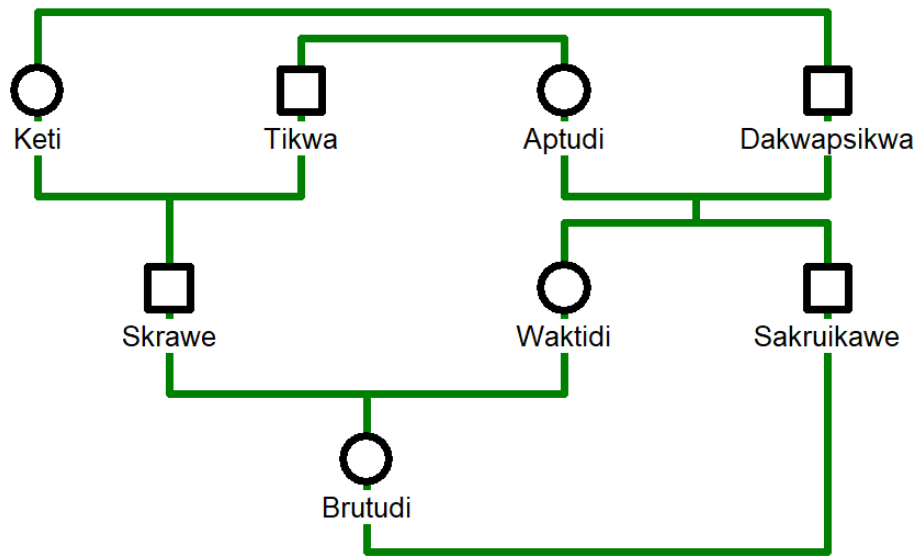 Keti
Tikwa
Aptudi
Dakwapsikwa
Skrawe
Waktidi
Sakruikawe
Brutudi